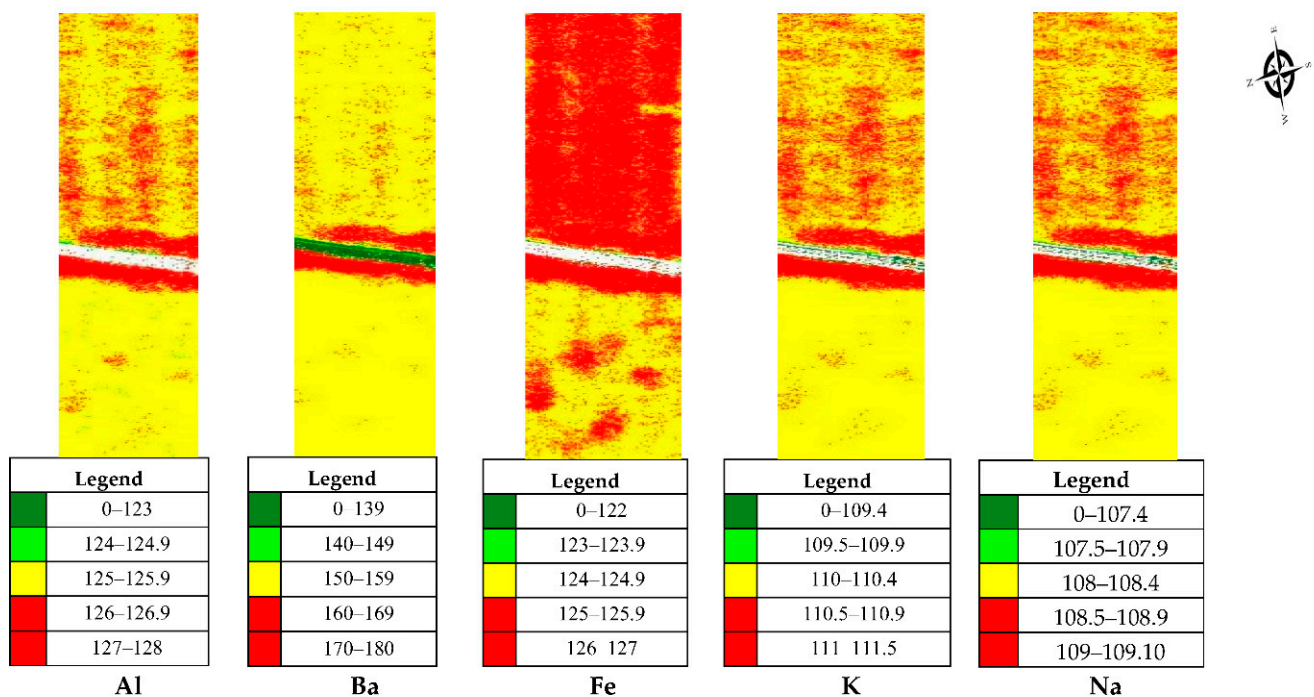 E
N S
W
Legend Legend Legend Legend Legend
0–123 0–139 0–122 0–109.4 0–107.4
124–124.9 140–149 123–123.9 109.5–109.9 107.5–107.9
125–125.9 150–159 124–124.9 110–110.4 108–108.4
126–126.9 160–169 125–125.9 110.5–110.9 108.5–108.9
127–128 170–180 126 127 111 111.5 109–109.10
Al Ba Fe K Na